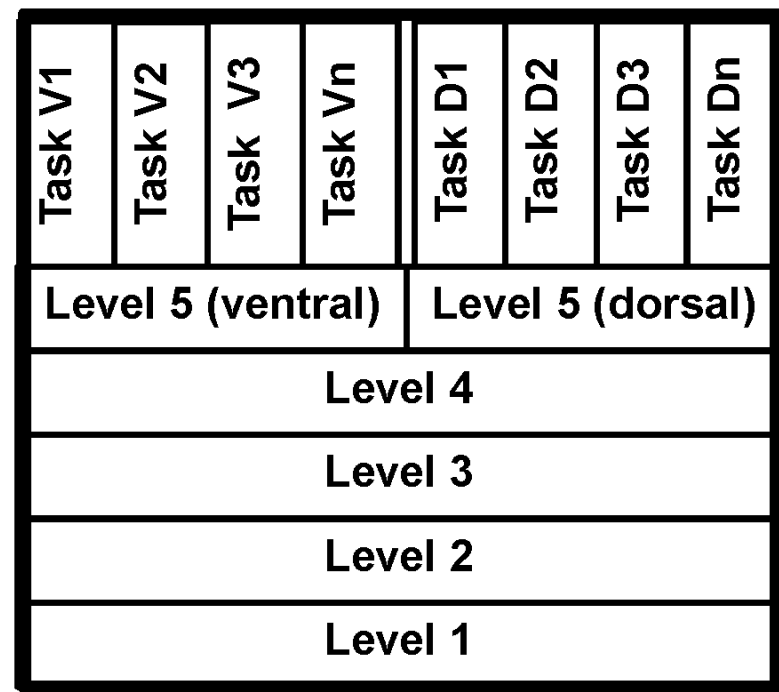 Task V1
Task V2
Task V3
Task Vn
Task D1
Task D2
Task D3
Task Dn
Level 5 (ventral)
Level 5 (dorsal)
Level 4
Level 3
Level 2
Level 1